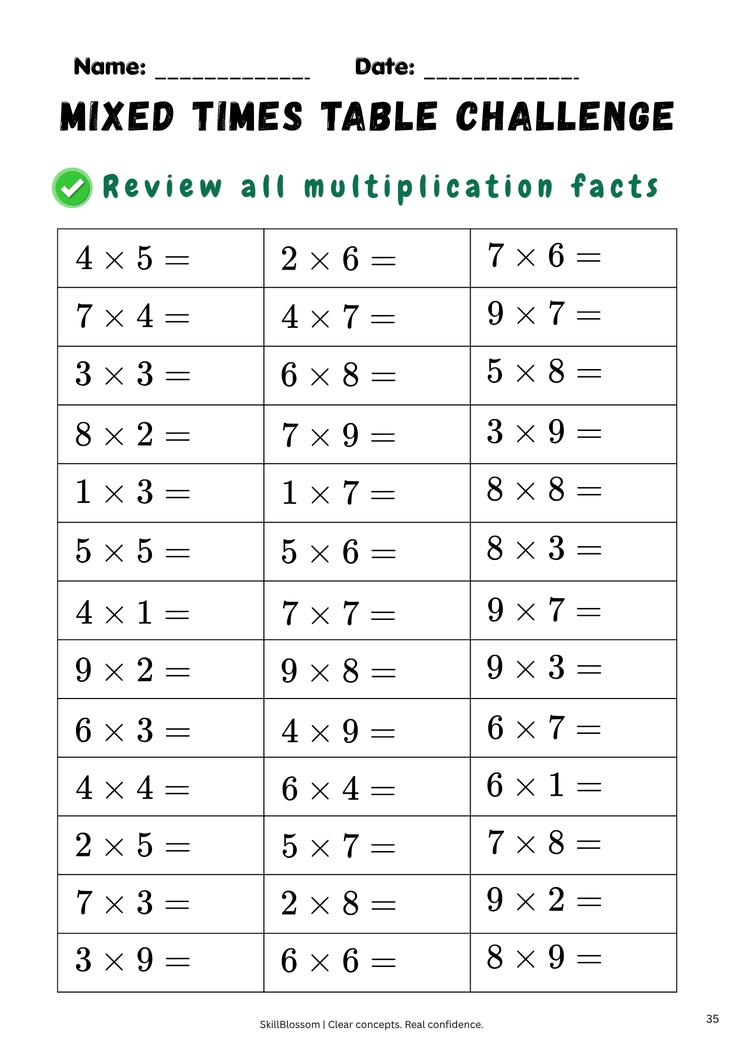 Name: _____________ Date: _____________
MIXED TIMES TABLE CHALLENGE
Review all multiplication facts
4 × 5 = 2 × 6 = 7 × 6 =
7 × 4 = 4 × 7 = 9 × 7 =
3 × 3 = 6 × 8 = 5 × 8 =
8 × 2 = 7 × 9 = 3 × 9 =
1 × 3 = 1 × 7 = 8 × 8 =
5 × 5 = 5 × 6 = 8 × 3 =
4 × 1 = 7 × 7 = 9 × 7 =
9 × 2 = 9 × 8 = 9 × 3 =
6 × 3 = 4 × 9 = 6 × 7 =
4 × 4 = 6 × 4 = 6 × 1 =
2 × 5 = 5 × 7 = 7 × 8 =
7 × 3 = 2 × 8 = 9 × 2 =
3 × 9 = 6 × 6 = 8 × 9 =
SkillBlossom | Clear concepts. Real confidence.
35